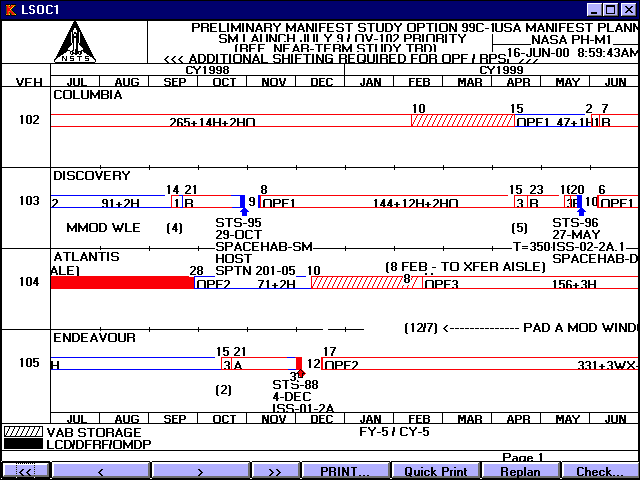 LSOC1
PRELIMINARY MANIFEST STUDY OPTION 99C-1 USA MANIFEST PLANN
SM LAUNCH JULY 9 / OV-102 PRIORITY
NASA PH-M1
(REF. NEAR-TERM STUDY TBD)
16-JUN-00 8:59:43AM
<<< ADDITIONAL SHIFTING REQUIRED FOR OPF / RPSF >>>
NSTS
CY1998 CY1999
VEH JUL AUG SEP OCT NOV DEC JAN FEB MAR APR MAY JUN
COLUMBIA
10 15 2 7
102 265+14H+2HO OPF1 47+1H1 R
DISCOVERY
14 21 8 15 23 16 20 6
103 2 91+2H 1 R 9 OPF1 144+12H+2HO 3 R 3 R 10 OPF1
MMOD WLE (4) STS-95 (5) STS-96
29-OCT 27-MAY
SPACEHAB-SM T=350 ISS-02-2A.1
ATLANTIS HOST SPACEHAB-D
ALE) 28 SPTN 201-05 10 (8 FEB - TO XFER AISLE)
104 OPF2 71+2H 8 OPF3 156+3H
(12/7) <------------- PAD A MOD WINDO
ENDEAVOUR
15 21 17
105 H 3 A 12 OPF2 331+3WX-
3
(2) STS-88
4-DEC
ISS-01-2A
JUL AUG SEP OCT NOV DEC JAN FEB MAR APR MAY JUN
VAB STORAGE FY-5 / CY-5
LCD/DFRF/OMDP
Page 1
<< < > >> PRINT... Quick Print Replan Check...